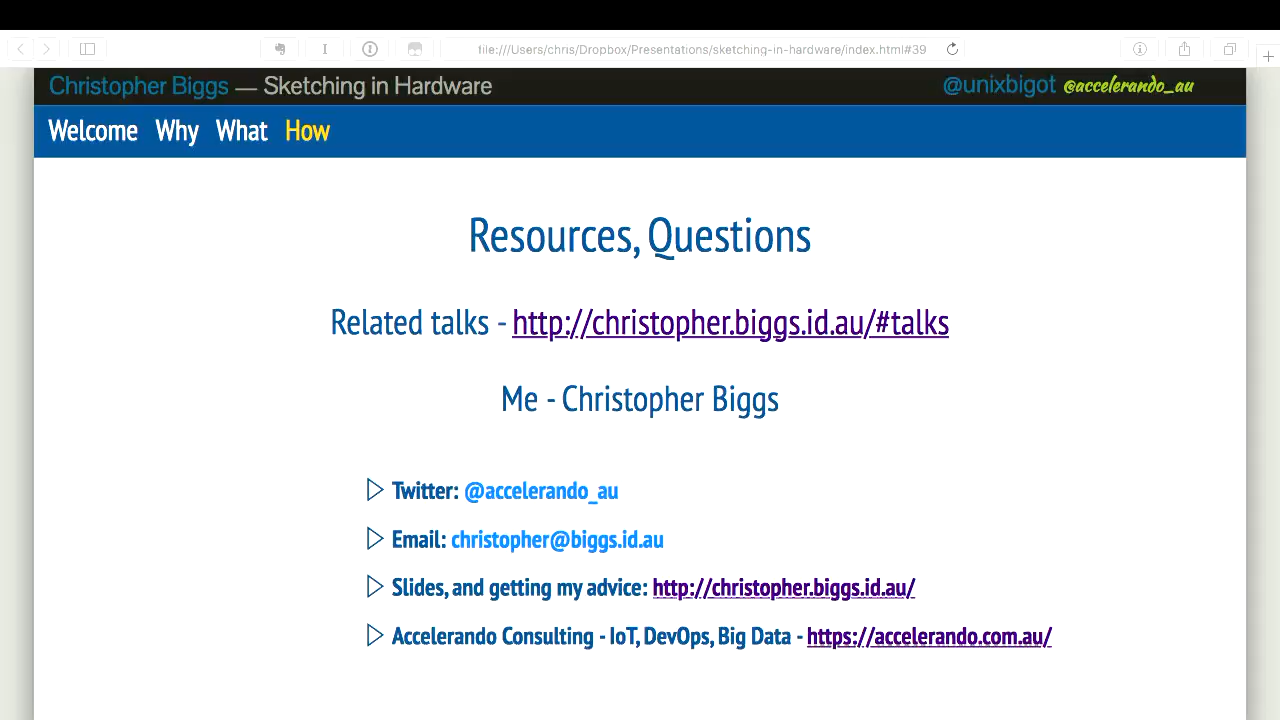 file:///Users/chris/Dropbox/Presentations/sketching-in-hardware/index.html#39
Christopher Biggs — Sketching in Hardware
@unixbigot @accelerando_au
Welcome Why What How
Resources, Questions
Related talks - http://christopher.biggs.id.au/#talks
Me - Christopher Biggs
Twitter: @accelerando_au
Email: christopher@biggs.id.au
Slides, and getting my advice: http://christopher.biggs.id.au/
Accelerando Consulting - IoT, DevOps, Big Data - https://accelerando.com.au/